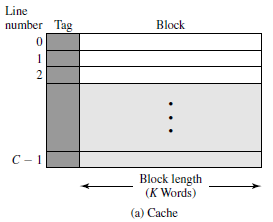 Line
number Tag Block
0
1
2
C – 1
Block length
(K Words)
(a) Cache